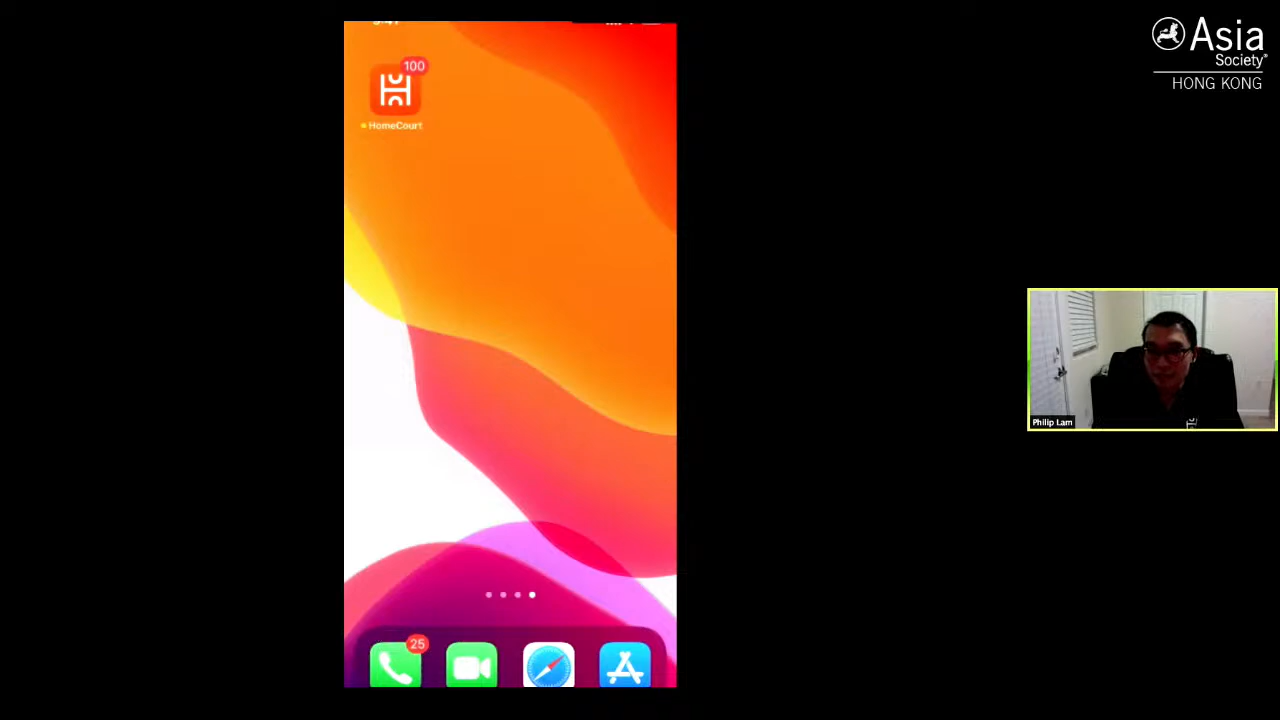 100
HomeCourt
25
Asia
Society
HONG KONG
Philip Lam